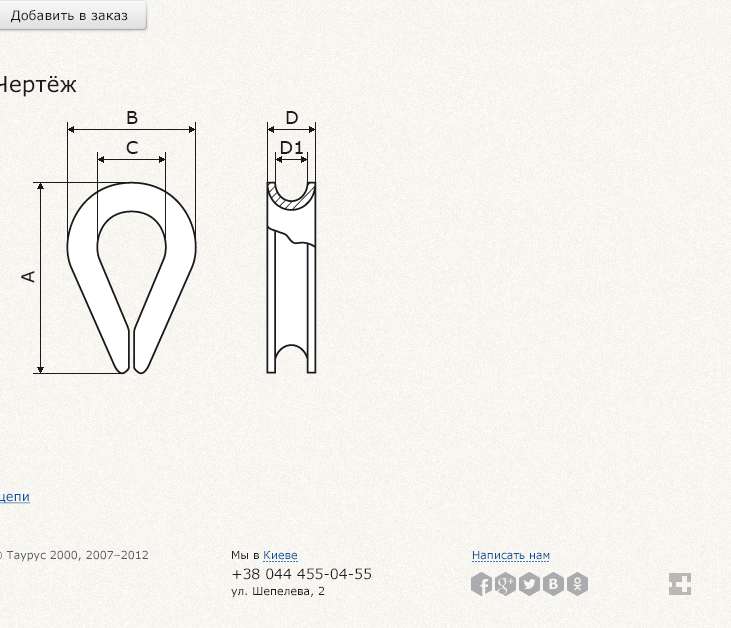 Добавить в заказ
Чертёж
B
D
C
D1
A
цепи
© Таурус 2000, 2007–2012
Мы в Киеве
Написать нам
+38 044 455-04-55
ул. Шепелева, 2